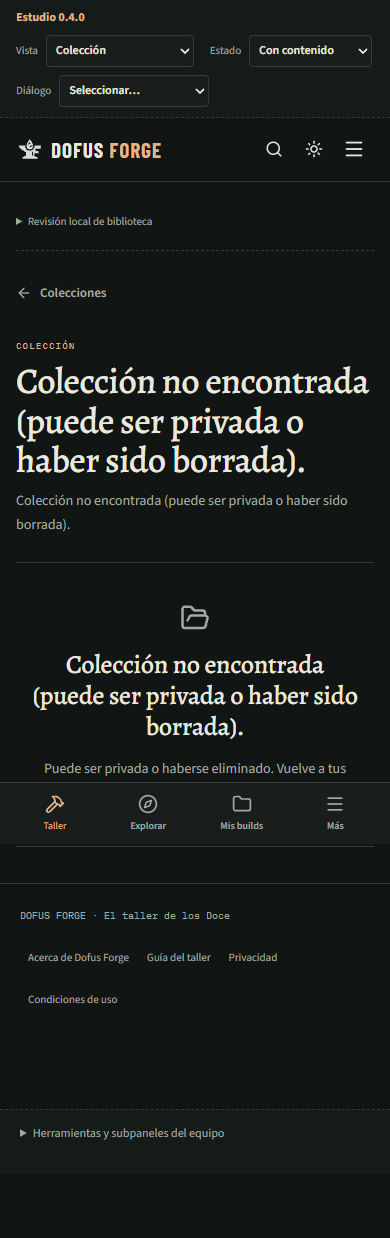 Estudio 0.4.0
Vista Colección Estado Con contenido
Diálogo Seleccionar...
DOFUS FORGE
Revisión local de biblioteca
Colecciones
COLECCIÓN
Colección no encontrada
(puede ser privada o
haber sido borrada).
Colección no encontrada (puede ser privada o haber sido
borrada).
Colección no encontrada
(puede ser privada o haber sido
borrada).
Puede ser privada o haberse eliminado. Vuelve a tus
Taller Explorar Mis builds Más
DOFUS FORGE · El taller de los Doce
Acerca de Dofus Forge Guía del taller Privacidad
Condiciones de uso
Herramientas y subpaneles del equipo